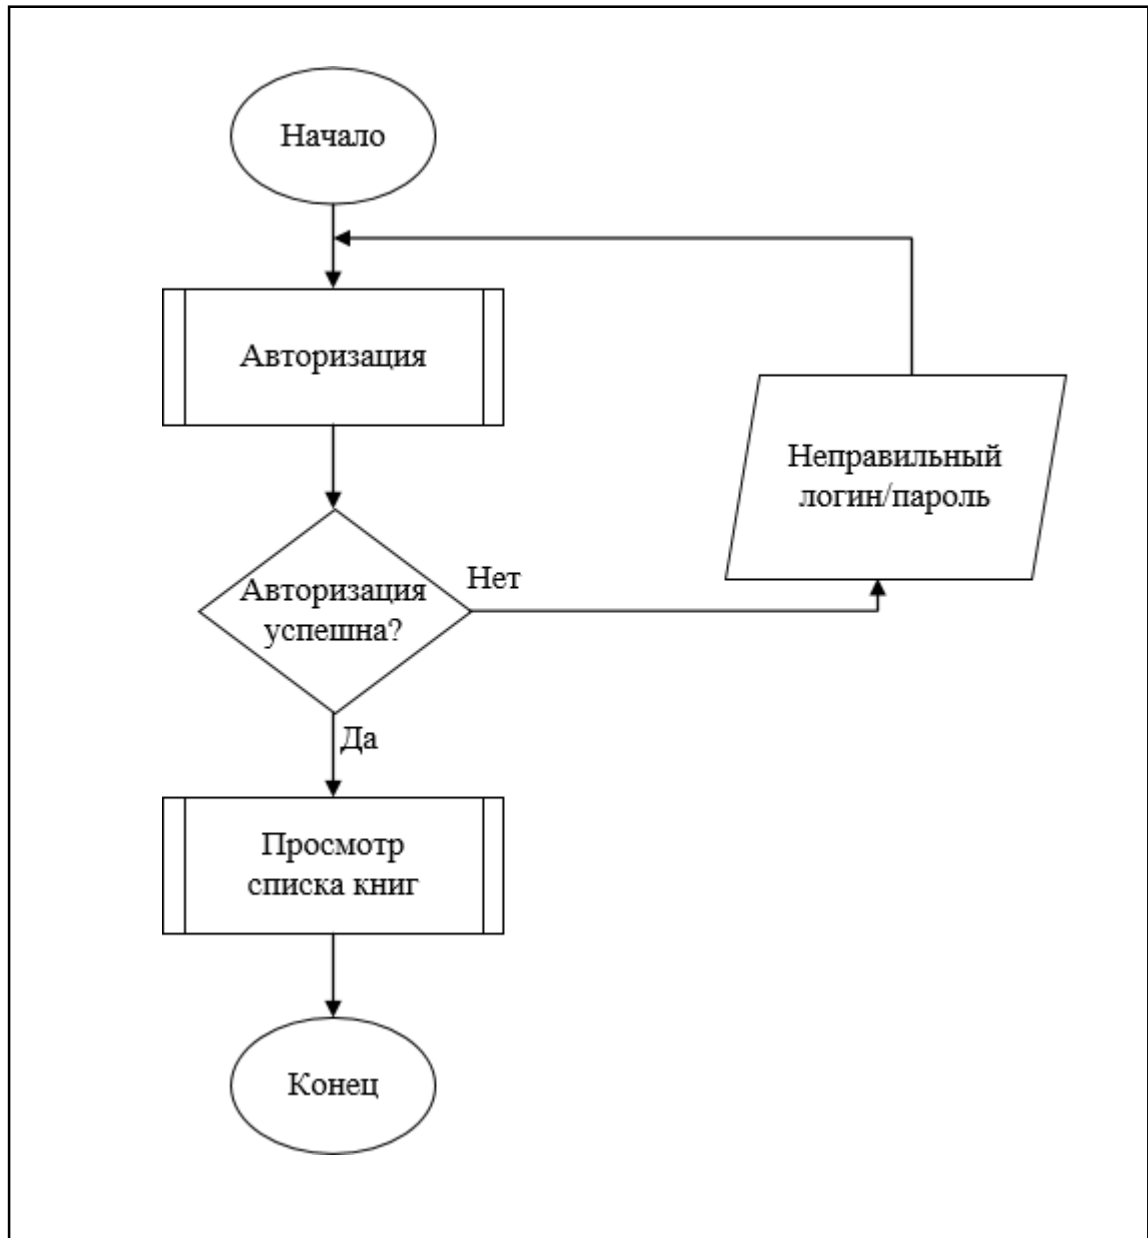 Начало
Авторизация
Неправильный
логин/пароль
Авторизация
успешна?
Нет
Да
Просмотр
списка книг
Конец